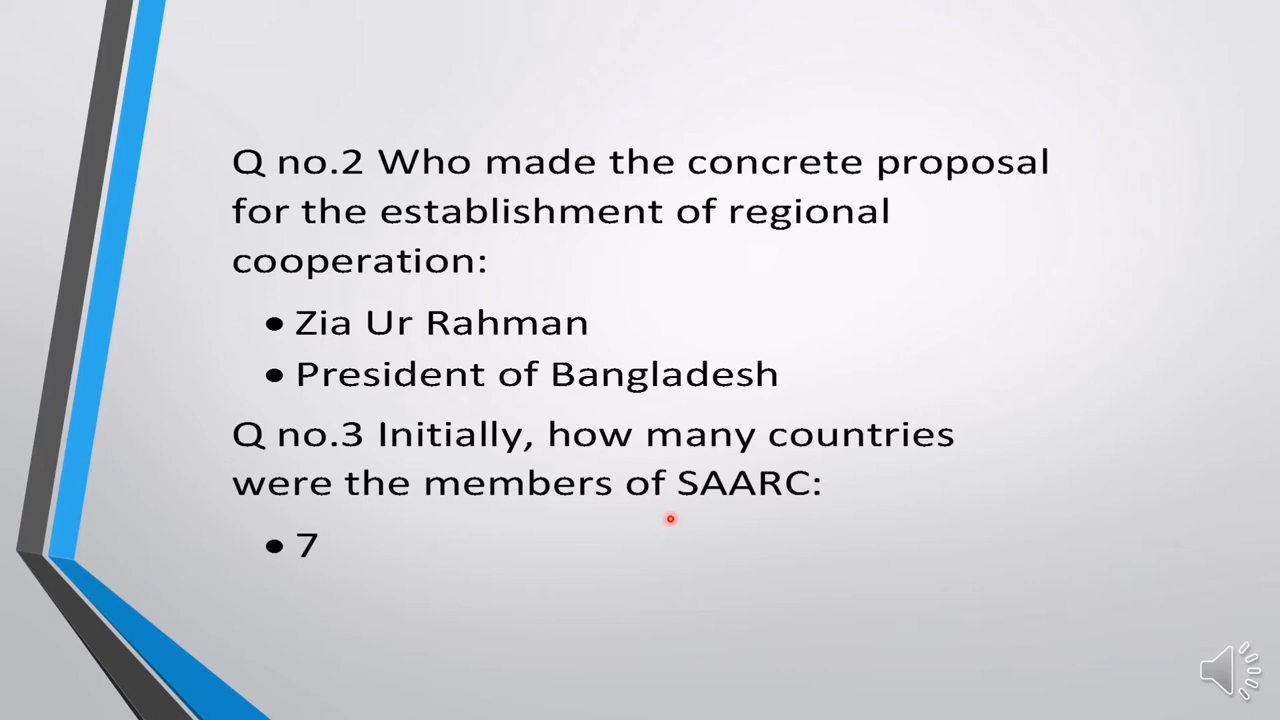 Q no.2 Who made the concrete proposal
for the establishment of regional
cooperation:
• Zia Ur Rahman
• President of Bangladesh
Q no.3 Initially, how many countries
were the members of SAARC:
• 7